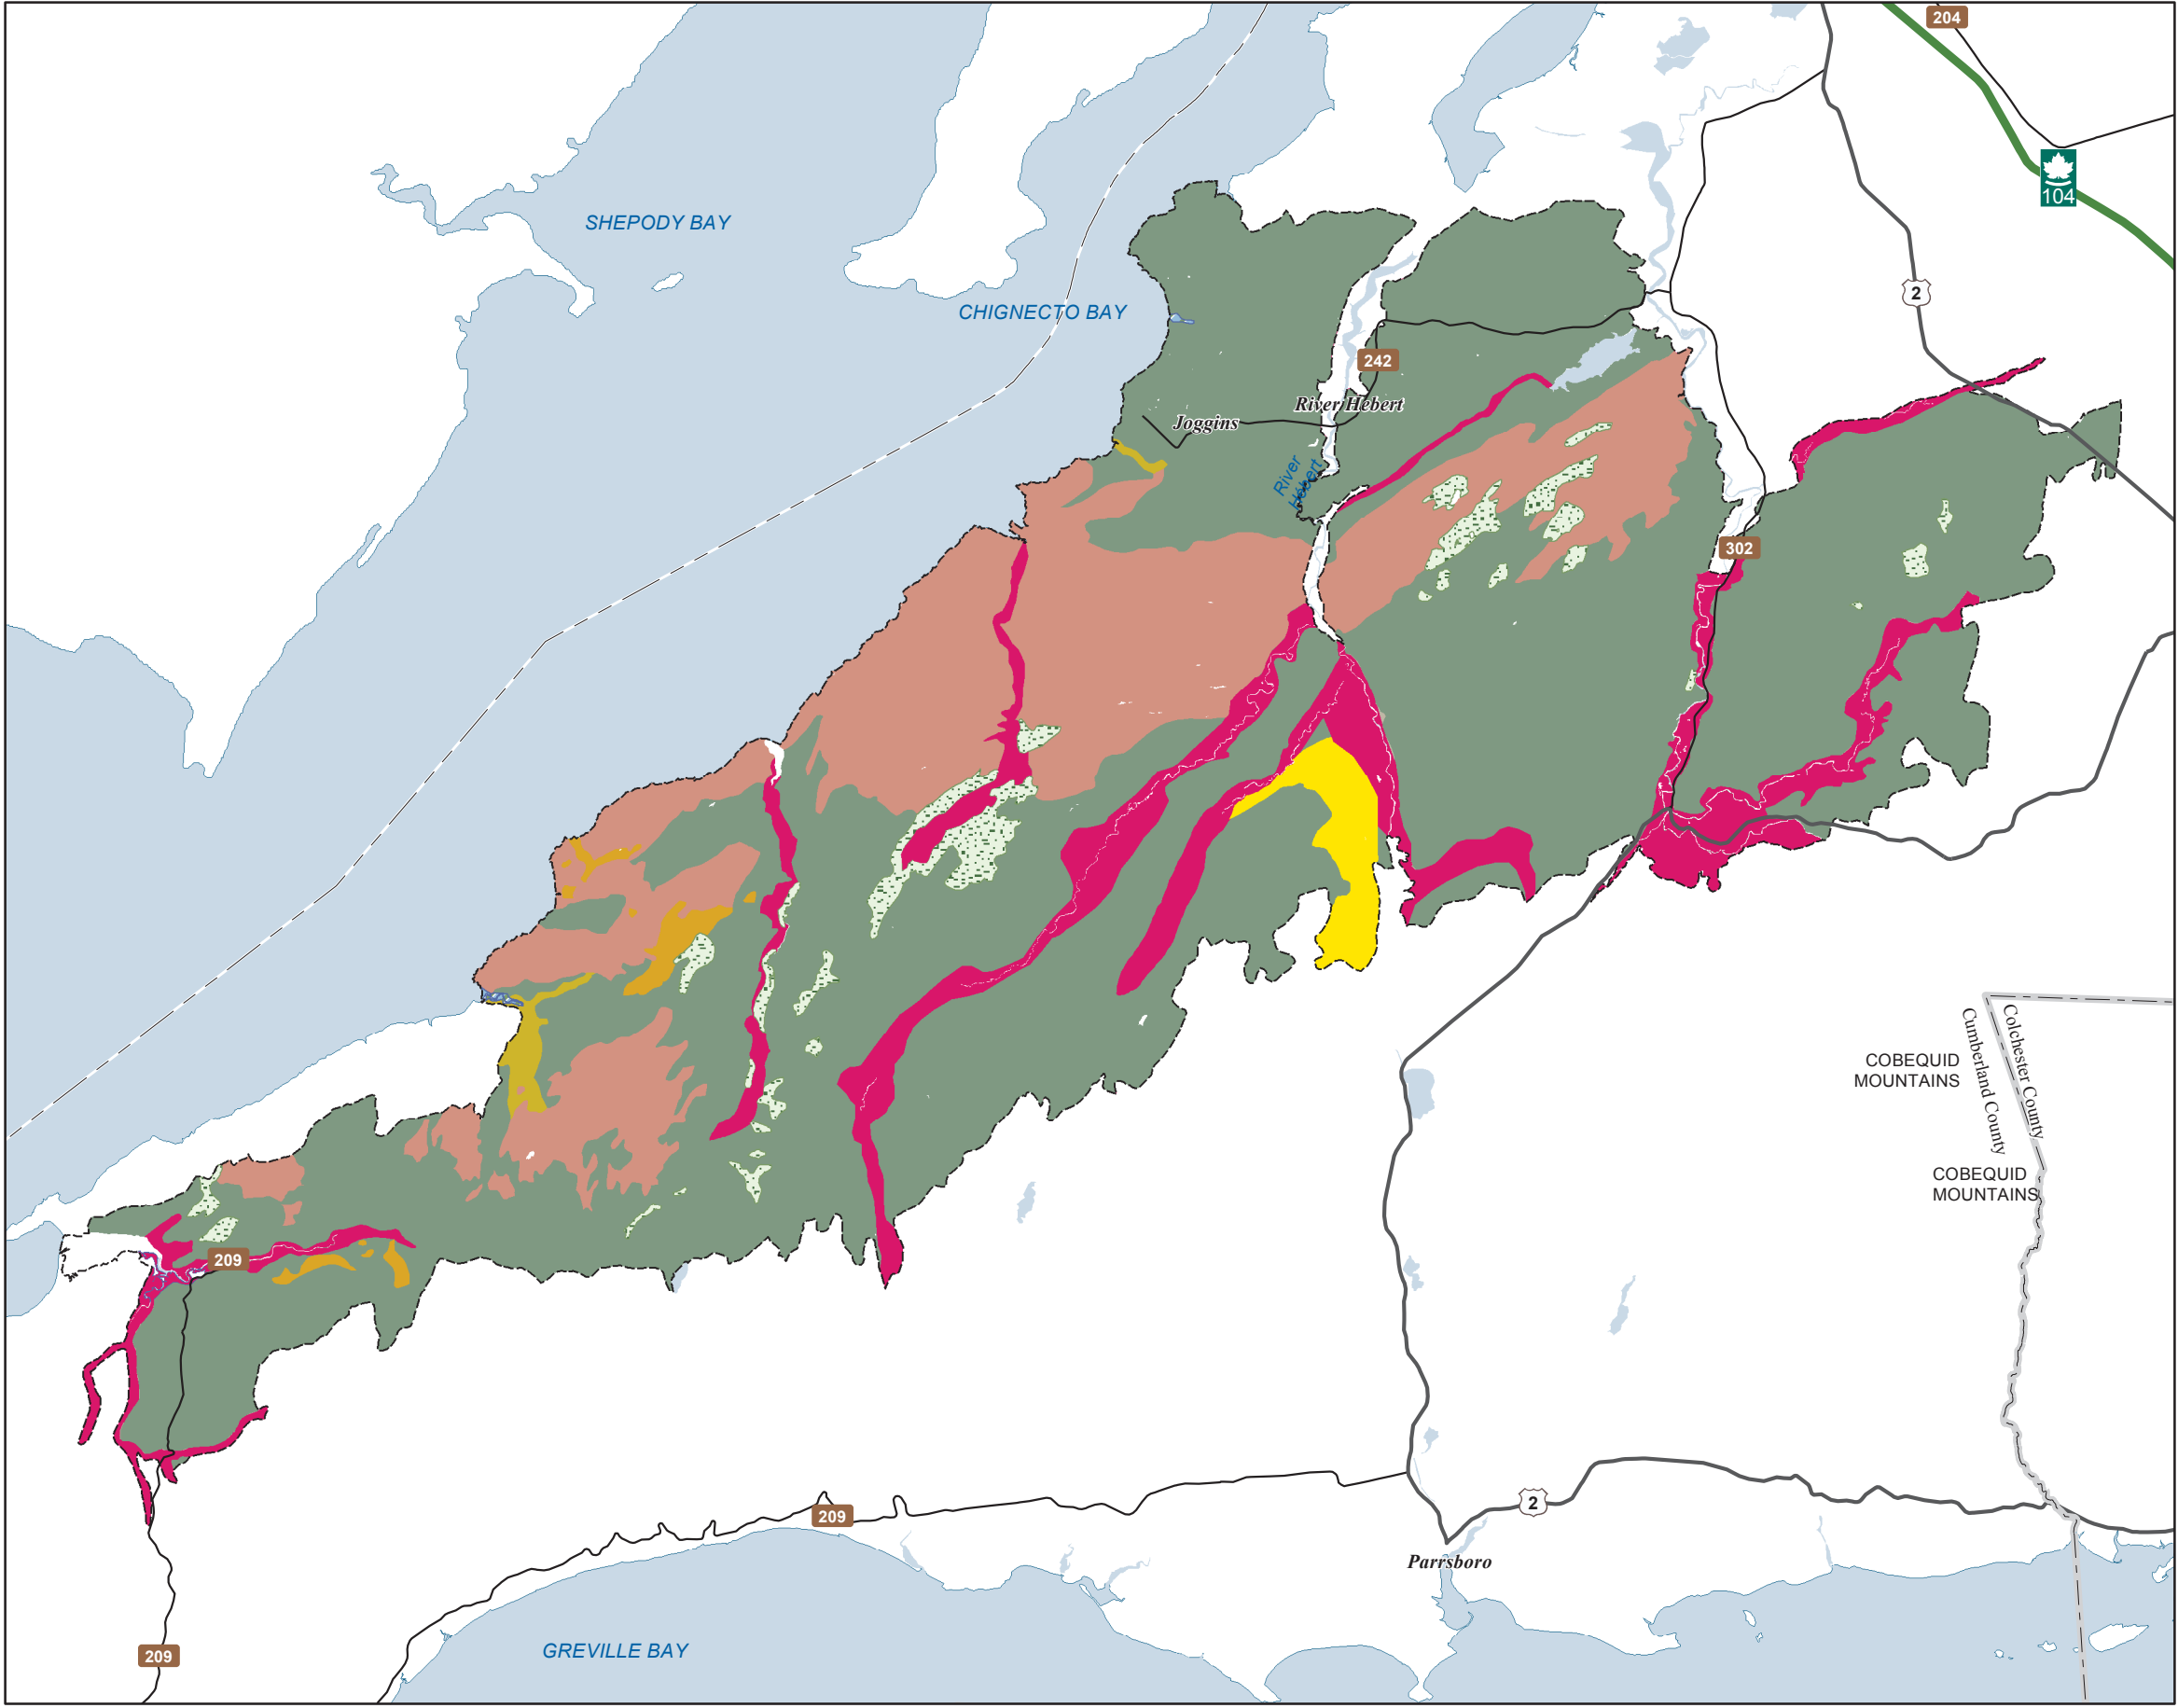 204
104
SHEPODY BAY
2
CHIGNECTO BAY
242
River Hebert
Joggins
River
Hébert
302
Colchester County
Cumberland County
COBEQUID
MOUNTAINS
COBEQUID
MOUNTAINS
209
2
209
Parrsboro
GREVILLE BAY
209